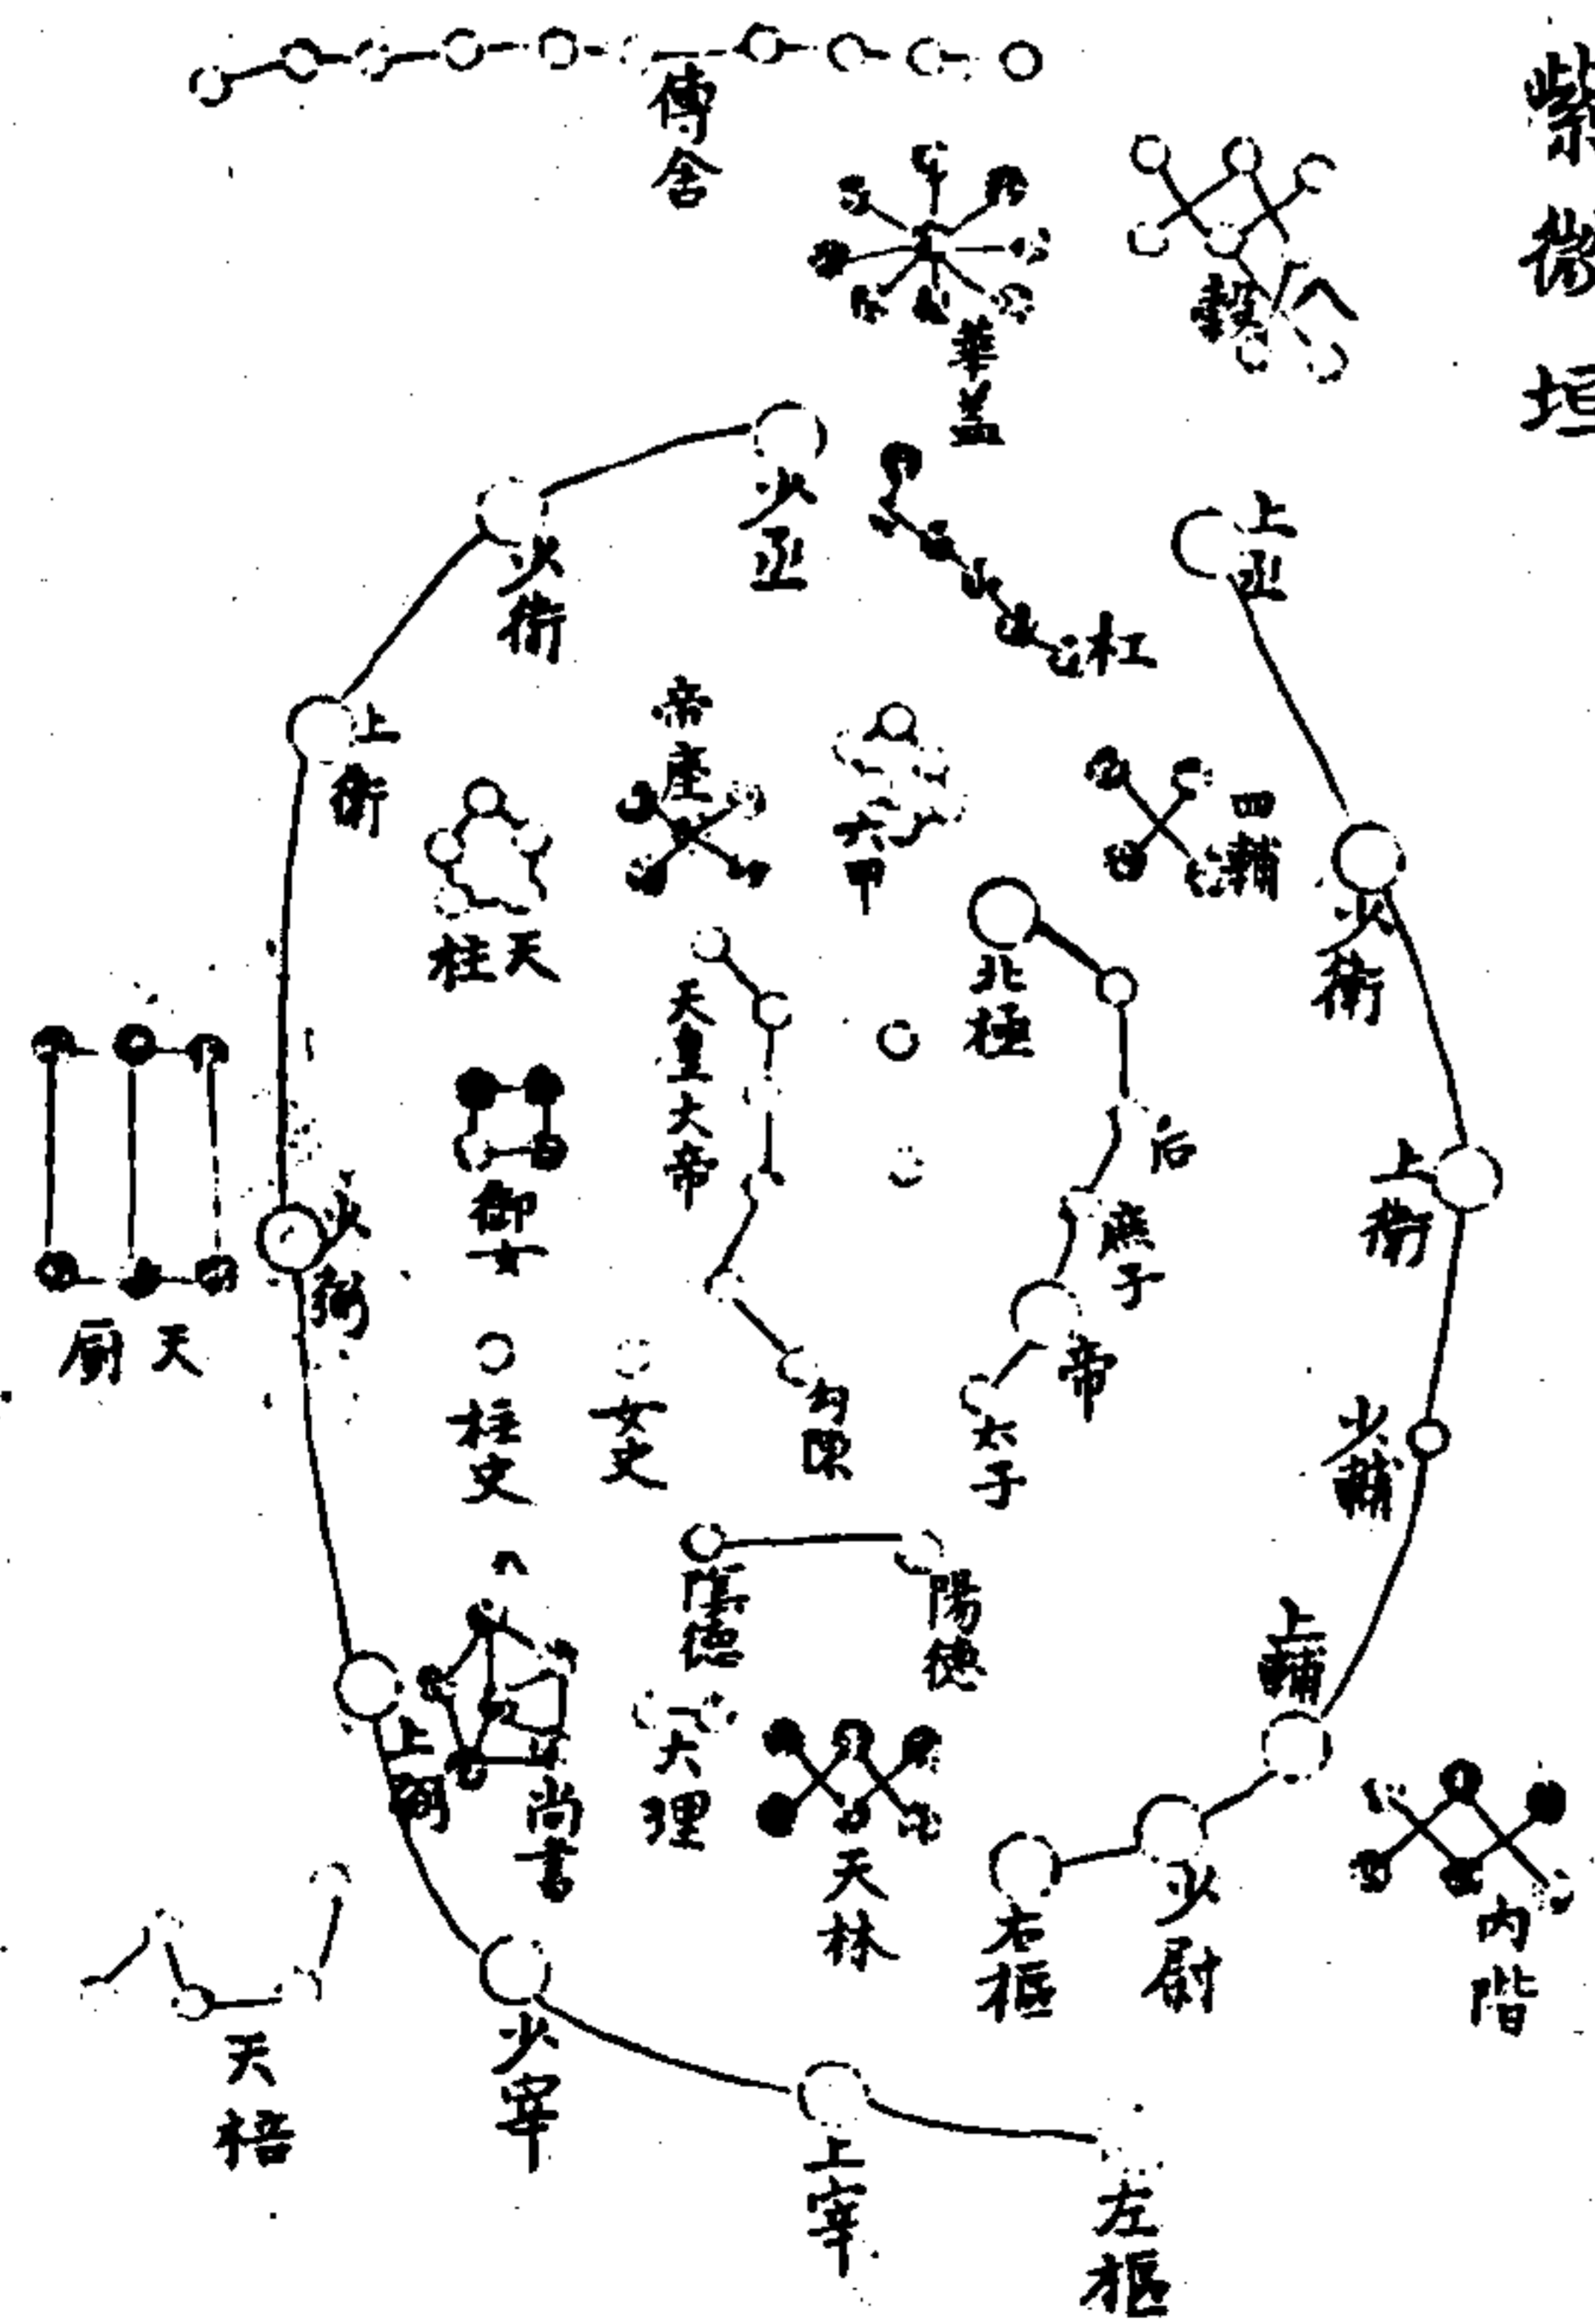 紫微垣
傳舍
華盖
上丞
少丞
杠
少衛
帝座
上衛
六甲
四輔
少衛
柱天
北極
天皇大帝
后
上衛
御女
庶子
少弼
厨天
帝
少輔
柱史
女史
勾陳
太子
陰德
陽德
上輔
上弼
尚書
大理
天林
右樞
少尉
內階
天棓
少宰
上宰
左樞